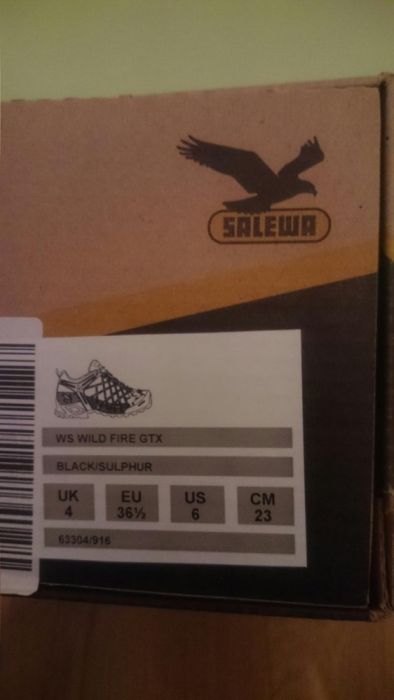 SALEWA
WS WILD FIRE GTX
BLACK/SULPHUR
UK EU US CM
4 36½ 6 23
63304/916